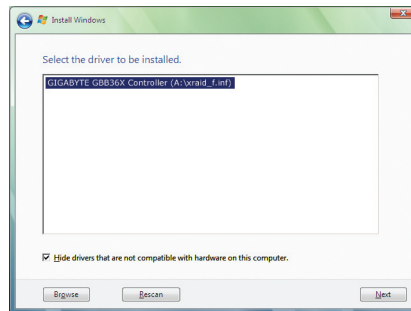 Install Windows
Select the driver to be installed.
GIGABYTE GBB36X Controller (A:\xraid_f.inf)
Hide drivers that are not compatible with hardware on this computer.
Browse Rescan Next